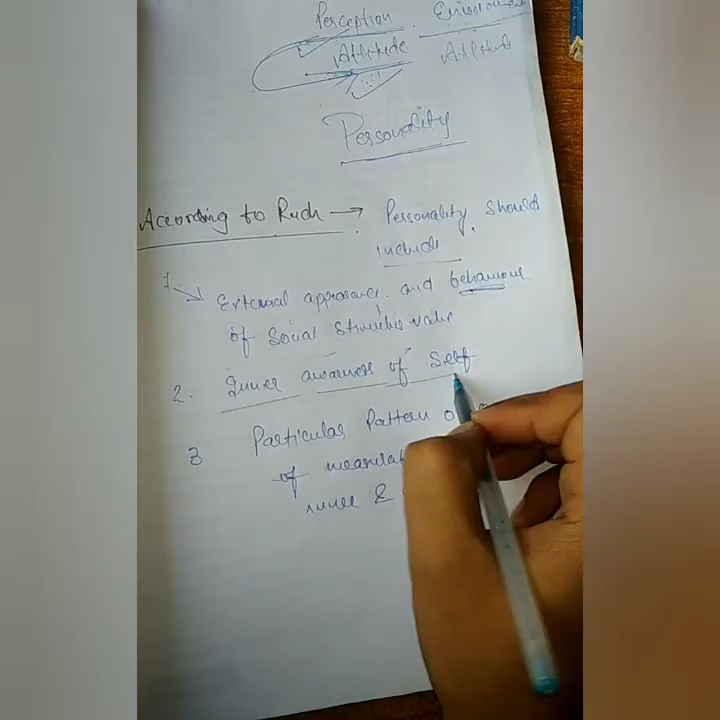 Perception Environment
Attitude Attitude
Personality
According to Ruch → Personality should
include
1. External apprarance and behaviour
of Social Stimulus value
2. Inner awareness of Self
3 Particular Pattern
of
inner &